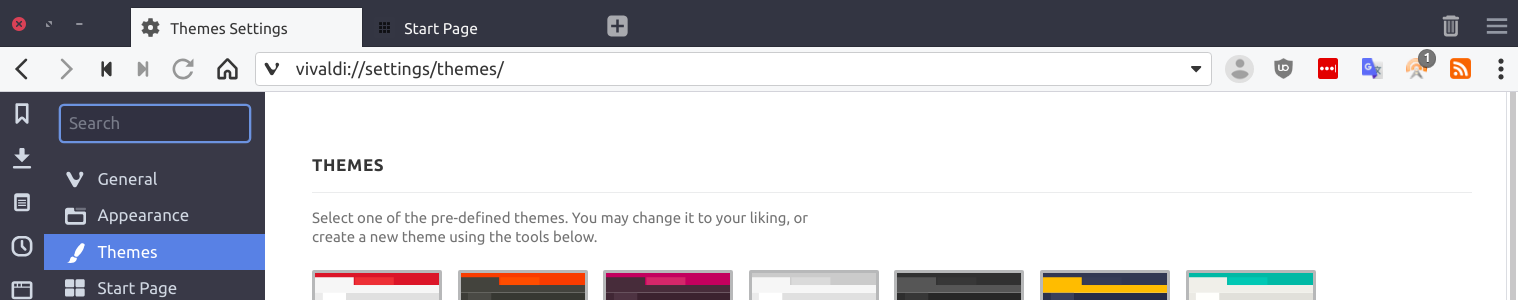 Themes Settings
Start Page
vivaldi://settings/themes/
1
Search
General
Appearance
Themes
Start Page
THEMES
Select one of the pre-defined themes. You may change it to your liking, or
create a new theme using the tools below.